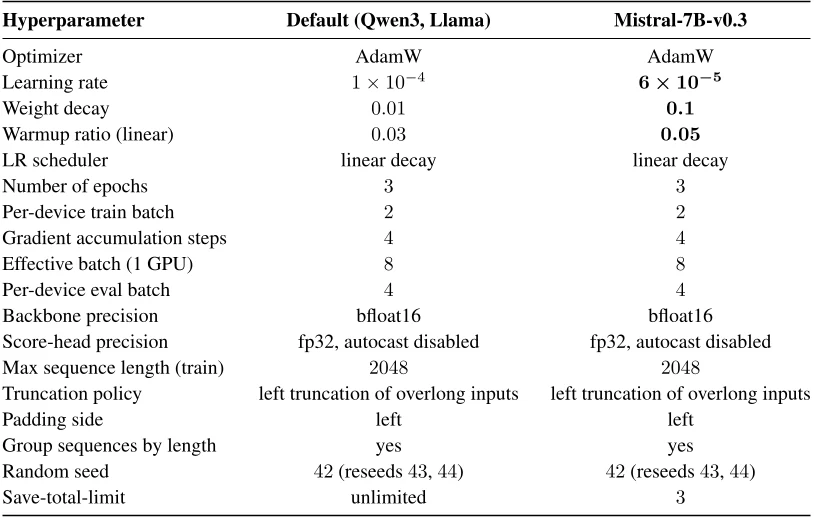 Hyperparameter Default (Qwen3, Llama) Mistral-7B-v0.3
Optimizer AdamW AdamW
Learning rate 1 × 10⁻⁴ 6 × 10⁻⁵
Weight decay 0.01 0.1
Warmup ratio (linear) 0.03 0.05
LR scheduler linear decay linear decay
Number of epochs 3 3
Per-device train batch 2 2
Gradient accumulation steps 4 4
Effective batch (1 GPU) 8 8
Per-device eval batch 4 4
Backbone precision bfloat16 bfloat16
Score-head precision fp32, autocast disabled fp32, autocast disabled
Max sequence length (train) 2048 2048
Truncation policy left truncation of overlong inputs left truncation of overlong inputs
Padding side left left
Group sequences by length yes yes
Random seed 42 (reseeds 43, 44) 42 (reseeds 43, 44)
Save-total-limit unlimited 3